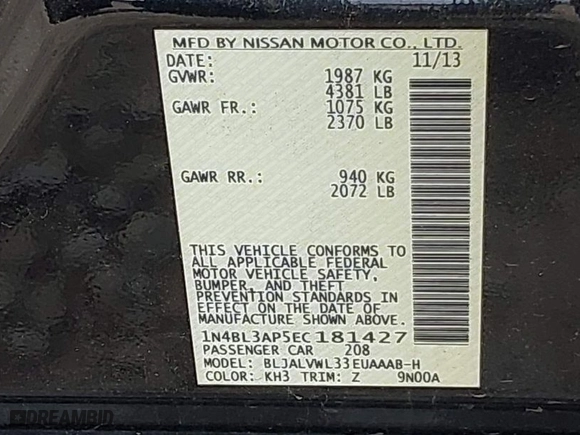 MFD BY NISSAN MOTOR CO., LTD.
DATE: 11/13
GVWR: 1987 KG
4381 LB
GAWR FR.: 1075 KG
2370 LB
GAWR RR.: 940 KG
2072 LB
THIS VEHICLE CONFORMS TO
ALL APPLICABLE FEDERAL
MOTOR VEHICLE SAFETY,
BUMPER, AND THEFT
PREVENTION STANDARDS IN
EFFECT ON THE DATE OF
MANUFACTURE SHOWN ABOVE.
1N4BL3AP5EC181427
PASSENGER CAR 208
MODEL: BLJALVWL33EUAAAB-H
COLOR: KH3 TRIM: Z 9N00A
DREAMBID